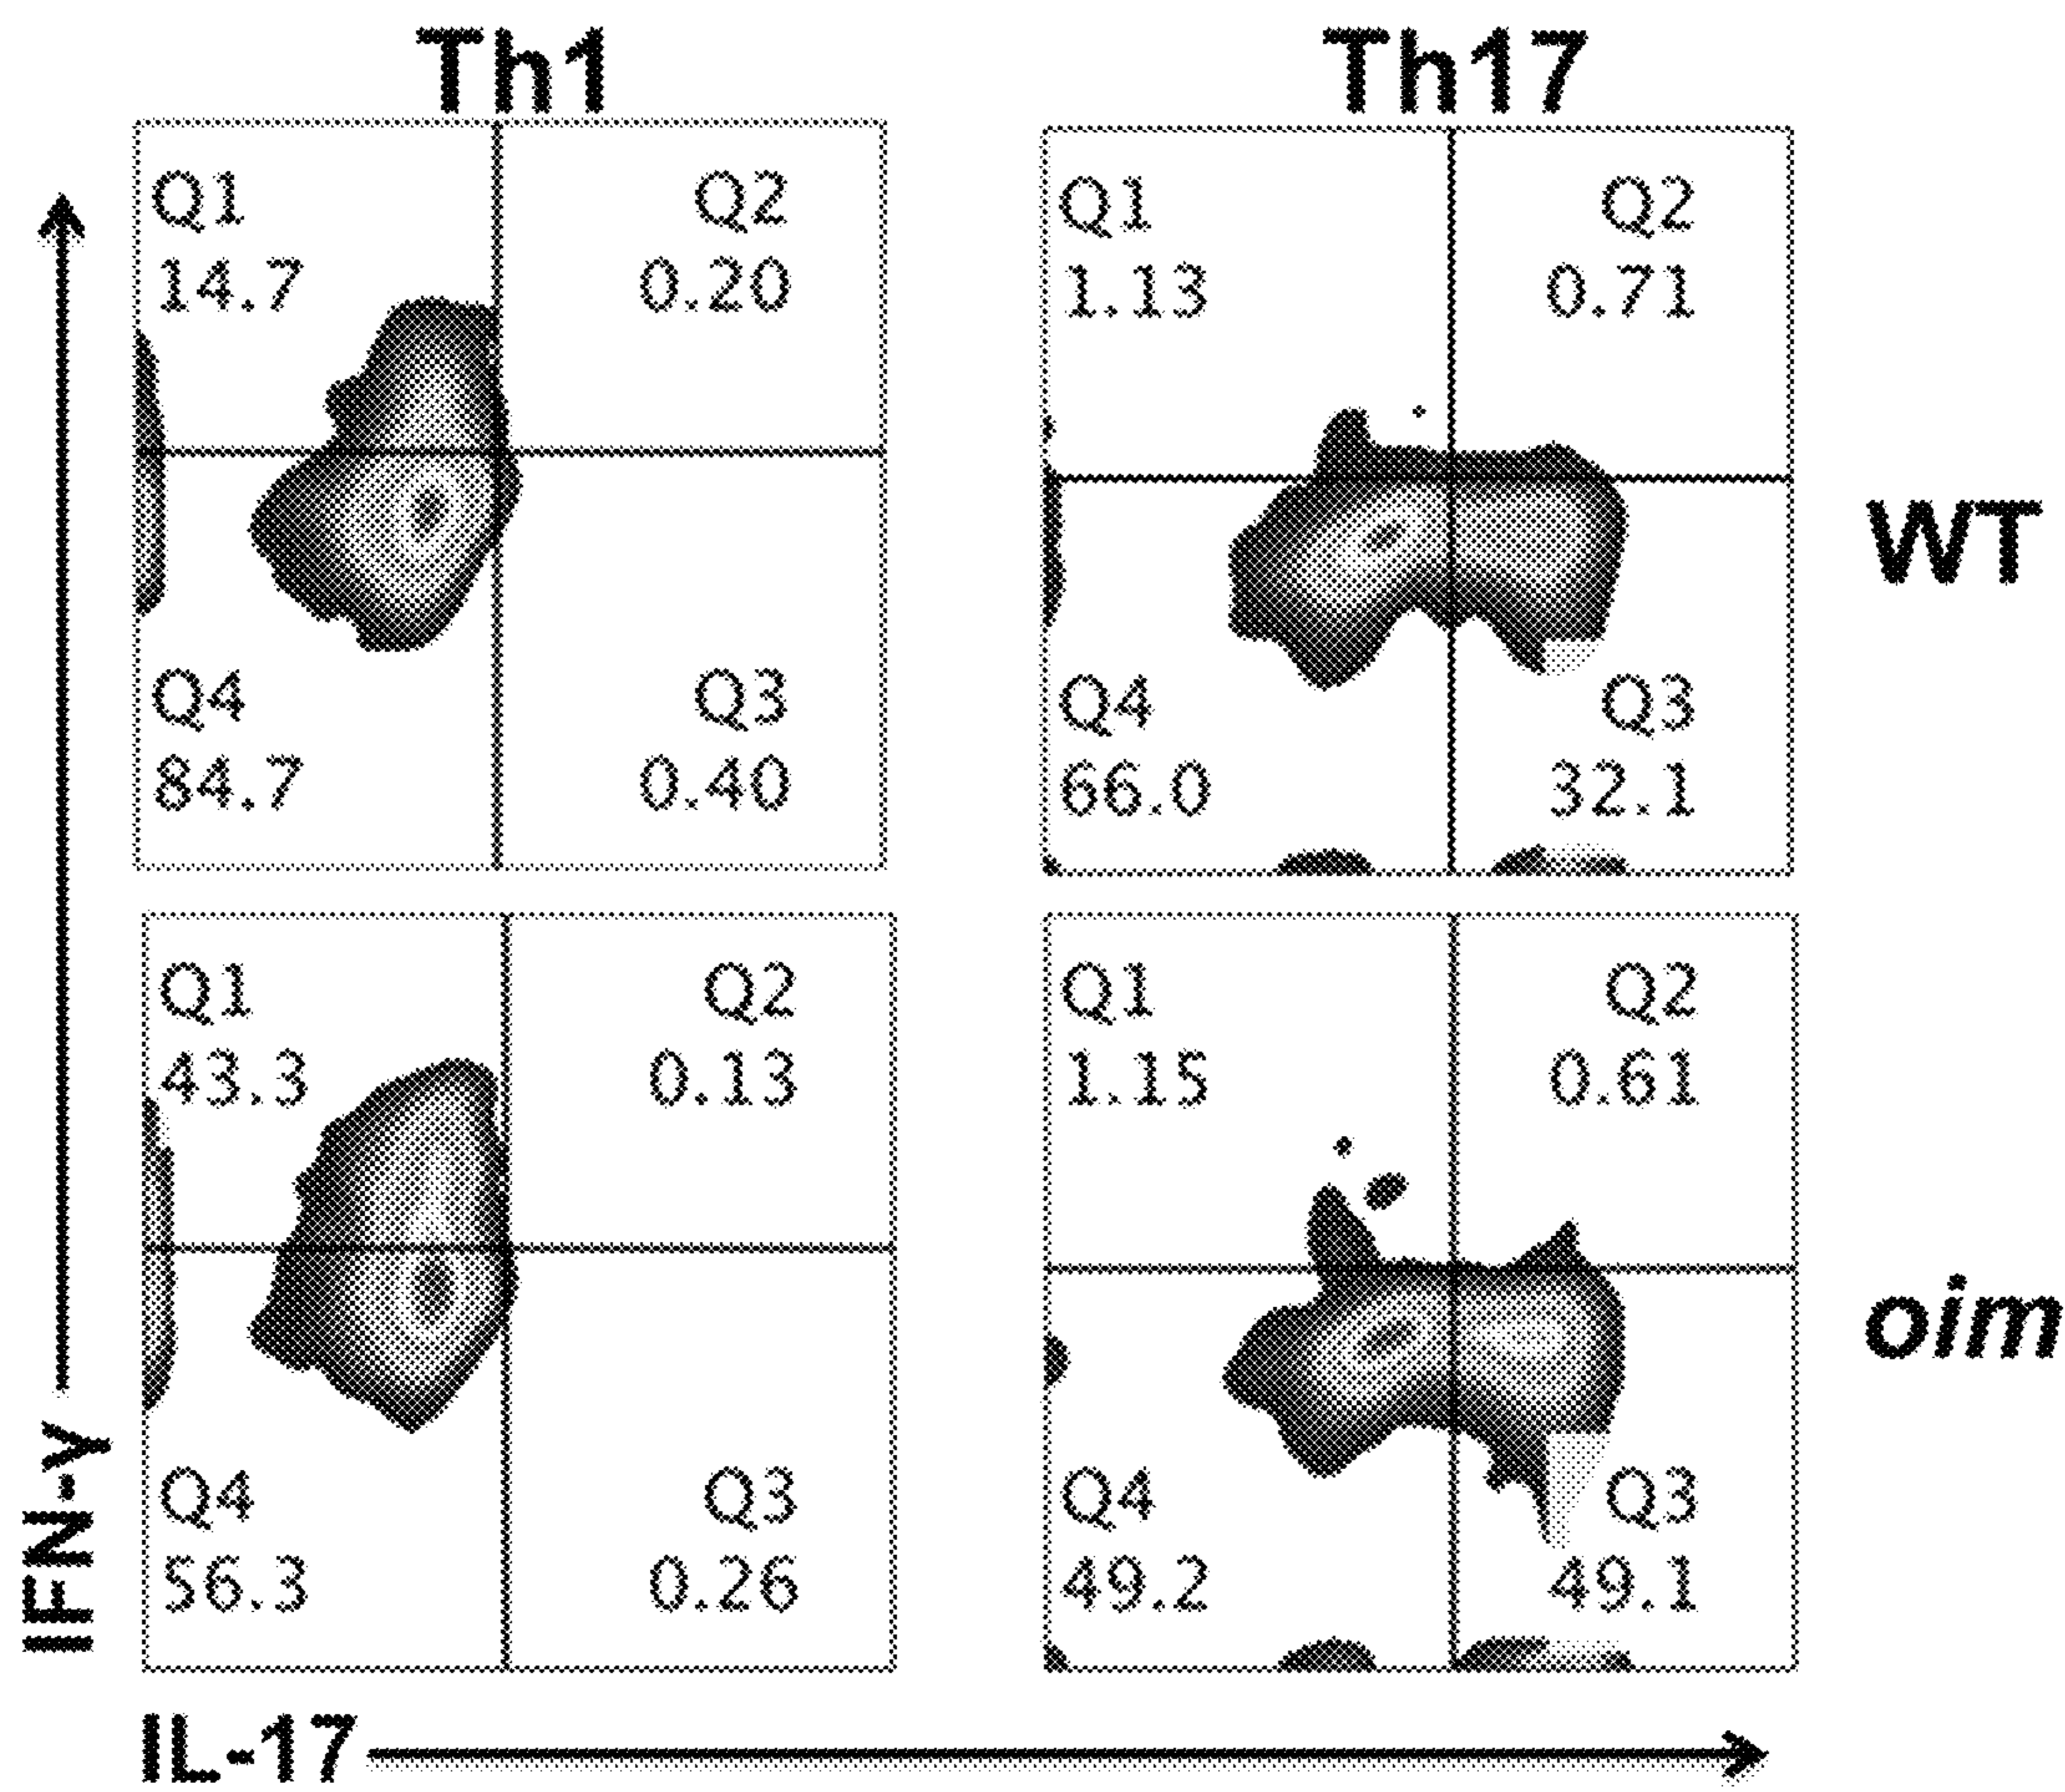 Th1
Th17
Q1
14.7
Q2
0.20
Q4
84.7
Q3
0.40
Q1
1.13
Q2
0.71
Q4
66.0
Q3
32.1
WT
Q1
43.3
Q2
0.13
Q4
56.3
Q3
0.26
Q1
1.15
Q2
0.61
Q4
49.2
Q3
49.1
oim
IFN-γ
IL-17